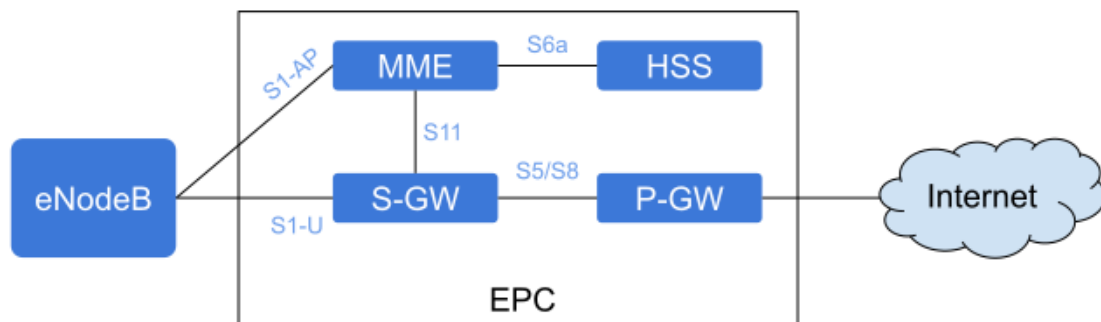 S6a
MME
HSS
S1-AP
S11
eNodeB
S5/S8
S-GW
P-GW
Internet
S1-U
EPC